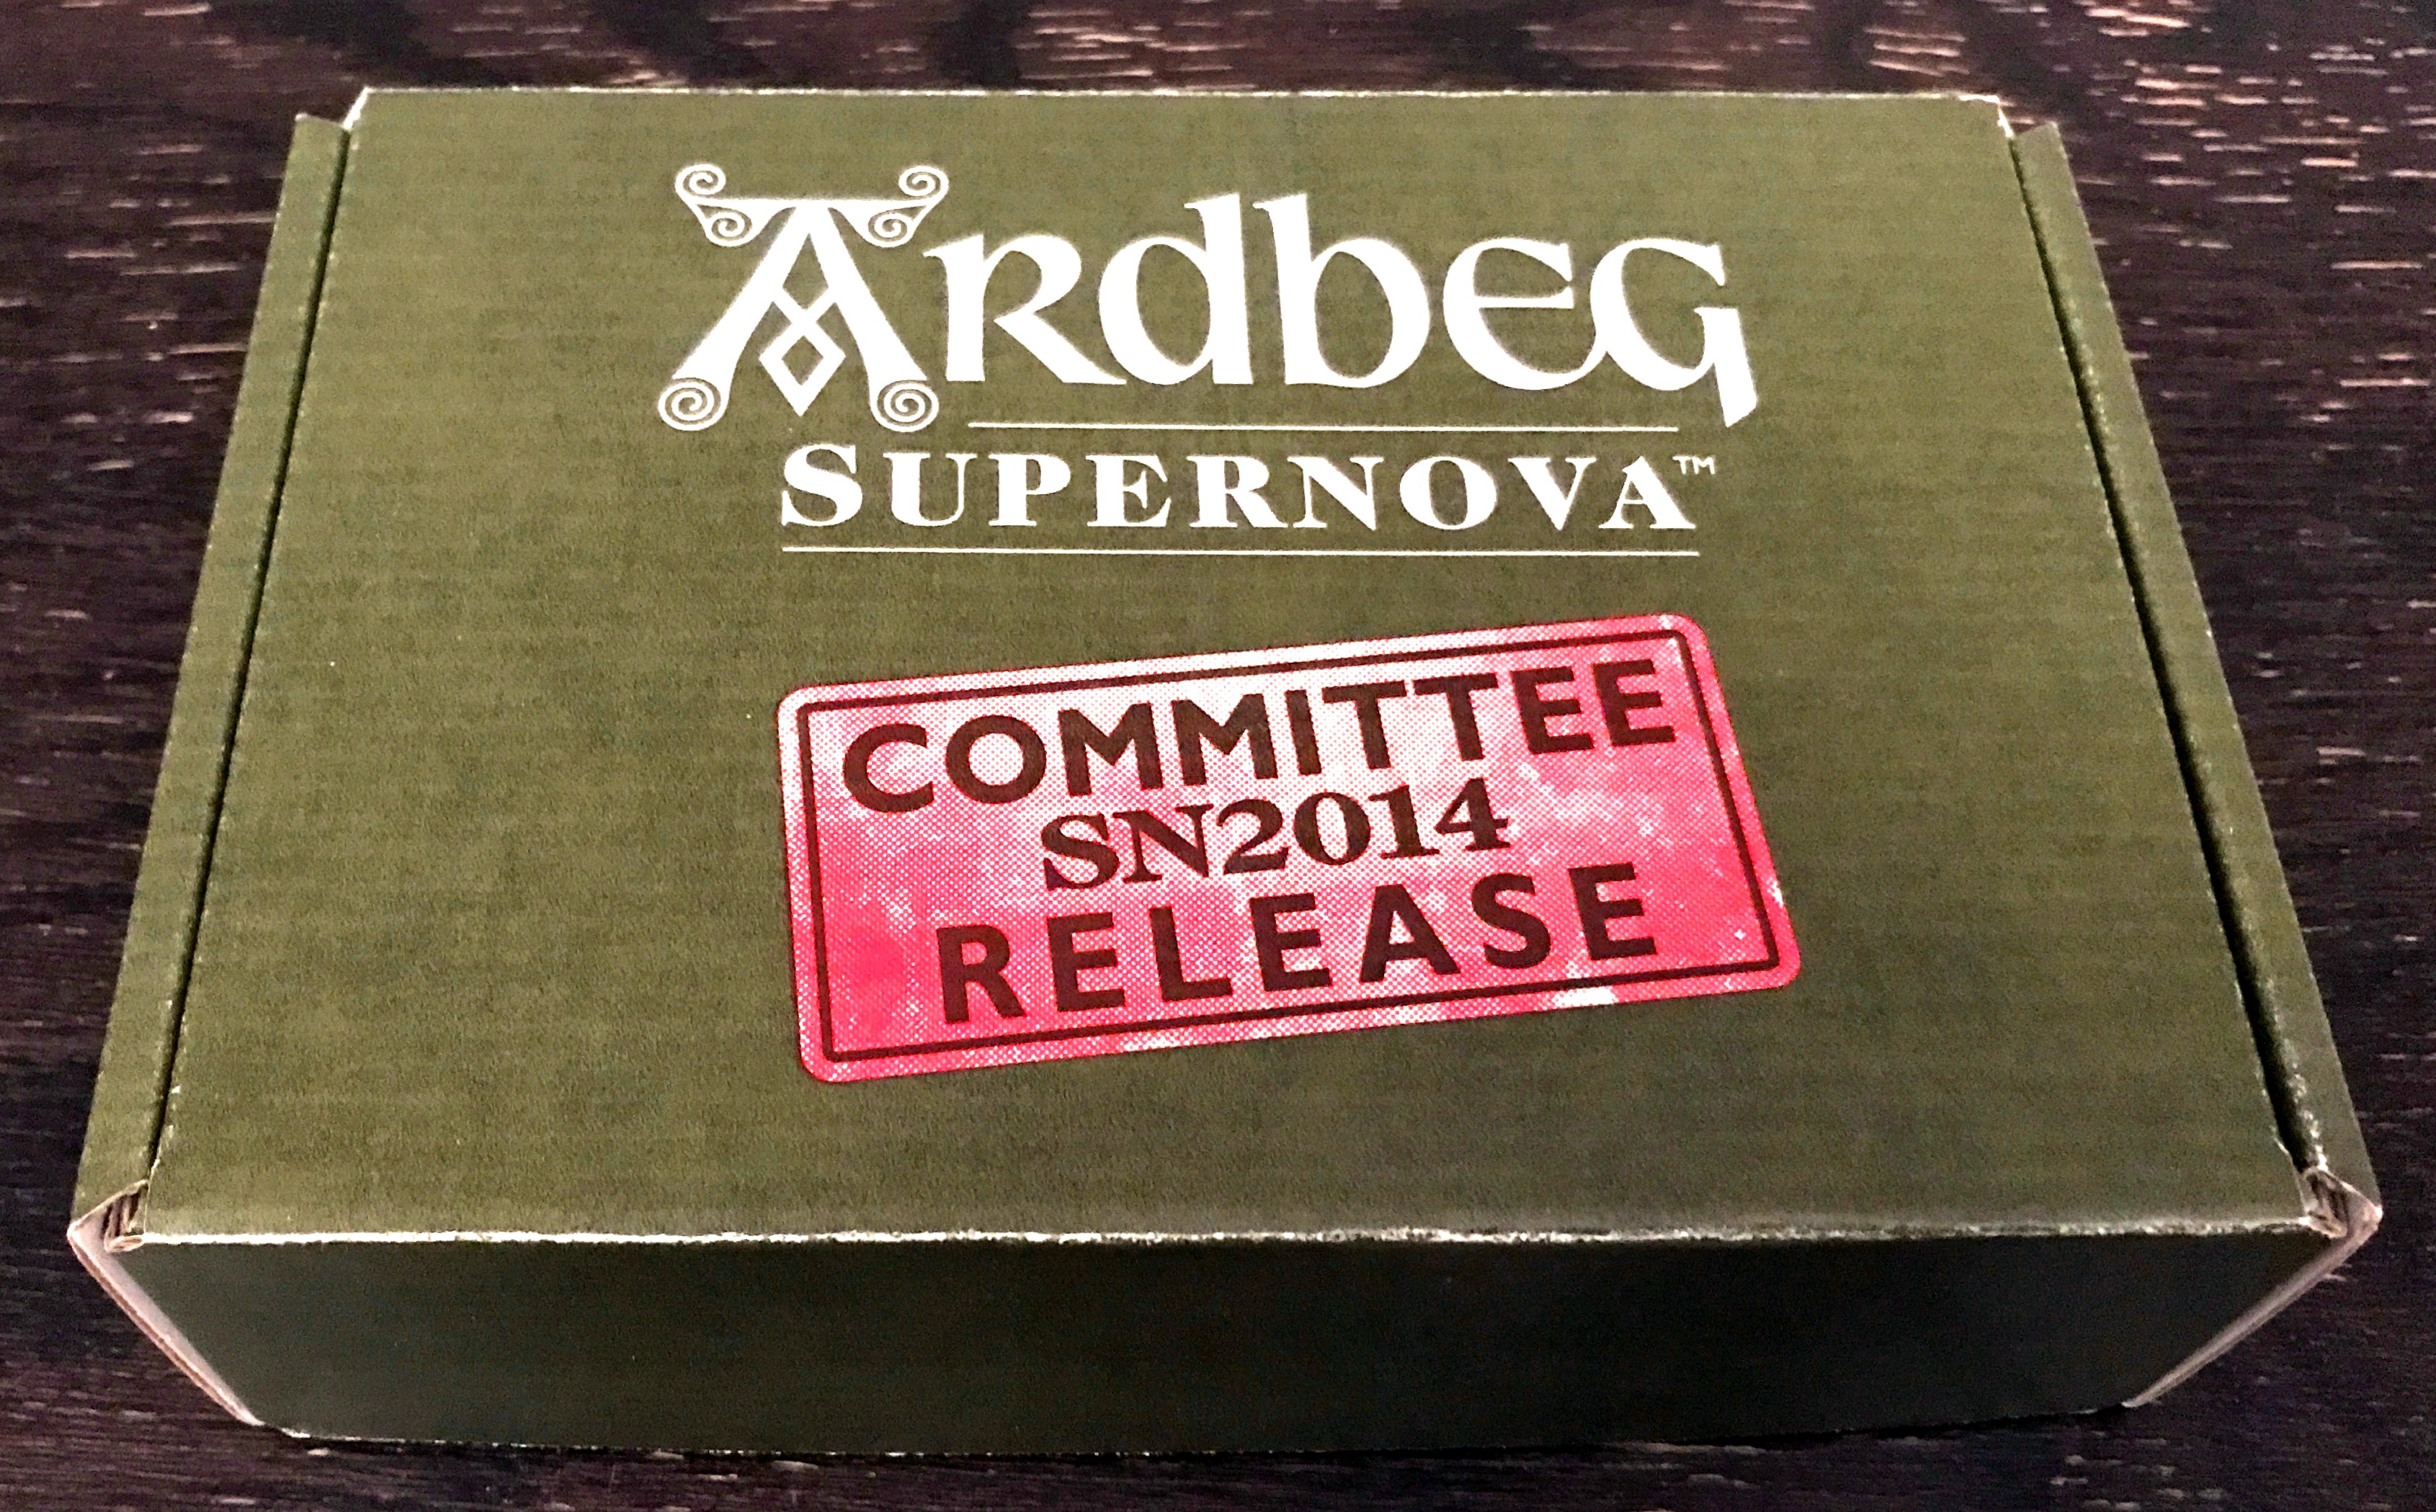 Ardbeg
SUPERNOVA™
COMMITTEE
SN2014
RELEASE